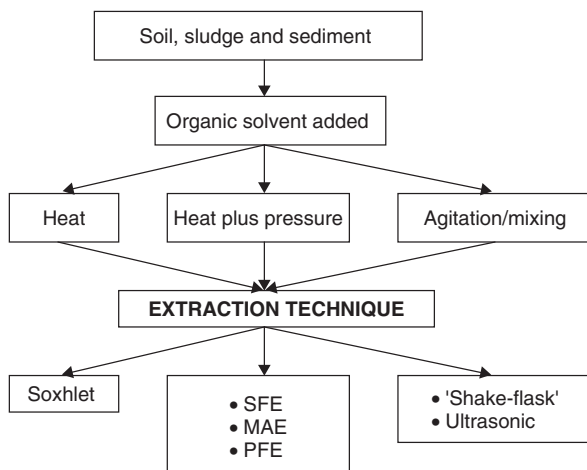 Soil, sludge and sediment
Organic solvent added
Heat
Heat plus pressure
Agitation/mixing
EXTRACTION TECHNIQUE
Soxhlet
• SFE
• MAE
• PFE
• 'Shake-flask'
• Ultrasonic